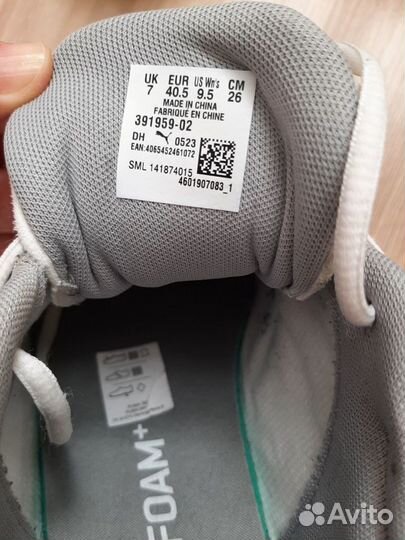 UK EUR US Wn's CM
7 40.5 9.5 26
MADE IN CHINA
FABRIQUÉ EN CHINE
391959-02
DH 0523
EAN:4065452461072
SML 141874015
4601907083_1
FOAM+
Avito